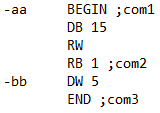 -aa BEGIN ;com1
DB 15
RW
RB 1 ;com2
-bb DW 5
END ;com3